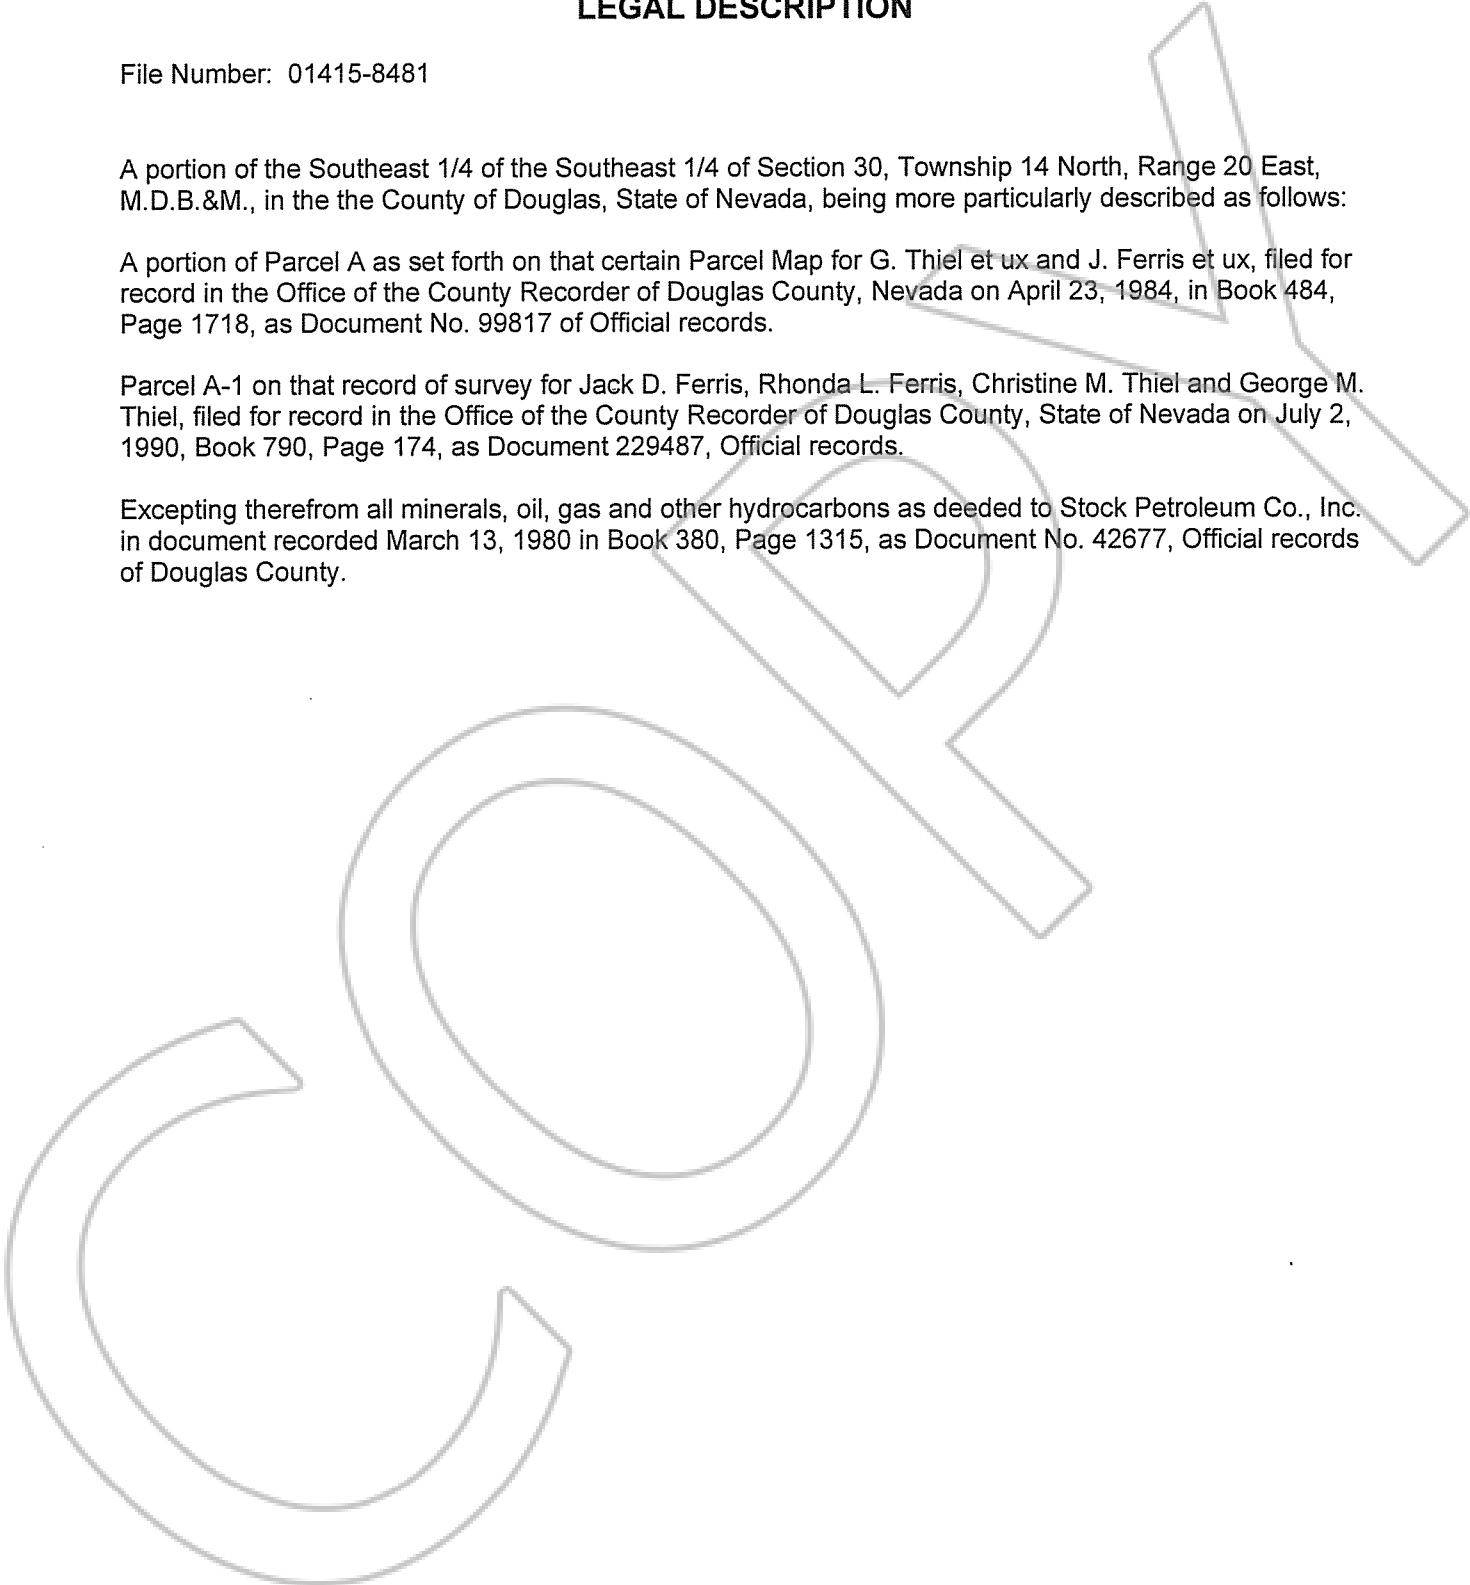 LEGAL DESCRIPTION
File Number: 01415-8481
A portion of the Southeast 1/4 of the Southeast 1/4 of Section 30, Township 14 North, Range 20 East,
M.D.B.&M., in the the County of Douglas, State of Nevada, being more particularly described as follows:
A portion of Parcel A as set forth on that certain Parcel Map for G. Thiel et ux and J. Ferris et ux, filed for
record in the Office of the County Recorder of Douglas County, Nevada on April 23, 1984, in Book 484,
Page 1718, as Document No. 99817 of Official records.
Parcel A-1 on that record of survey for Jack D. Ferris, Rhonda L. Ferris, Christine M. Thiel and George M.
Thiel, filed for record in the Office of the County Recorder of Douglas County, State of Nevada on July 2,
1990, Book 790, Page 174, as Document 229487, Official records.
Excepting therefrom all minerals, oil, gas and other hydrocarbons as deeded to Stock Petroleum Co., Inc.
in document recorded March 13, 1980 in Book 380, Page 1315, as Document No. 42677, Official records
of Douglas County.
COPY